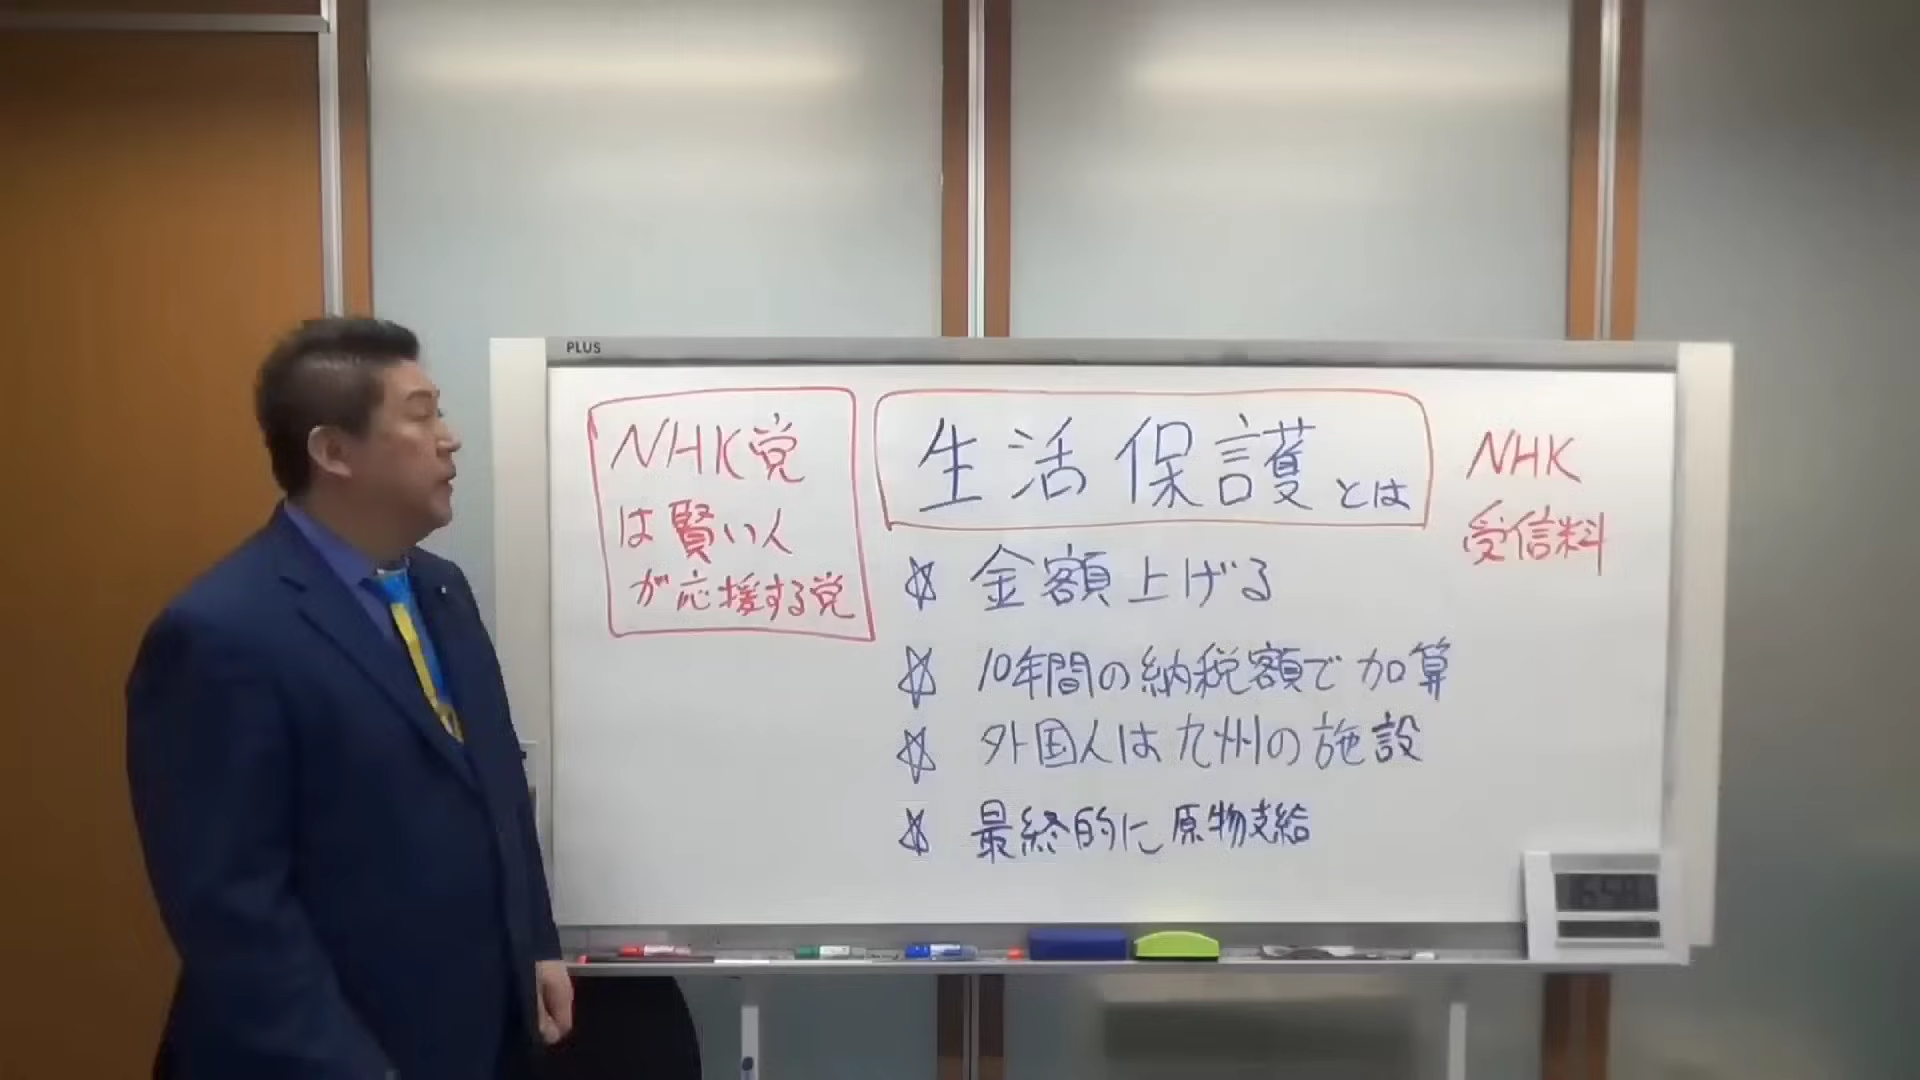 PLUS
NHK党
は賢い人
が応援する党
生活保護とは
☆ 金額上げる
☆ 10年間の納税額で加算
☆ 外国人は九州の施設
☆ 最終的に原物支給
NHK
受信料